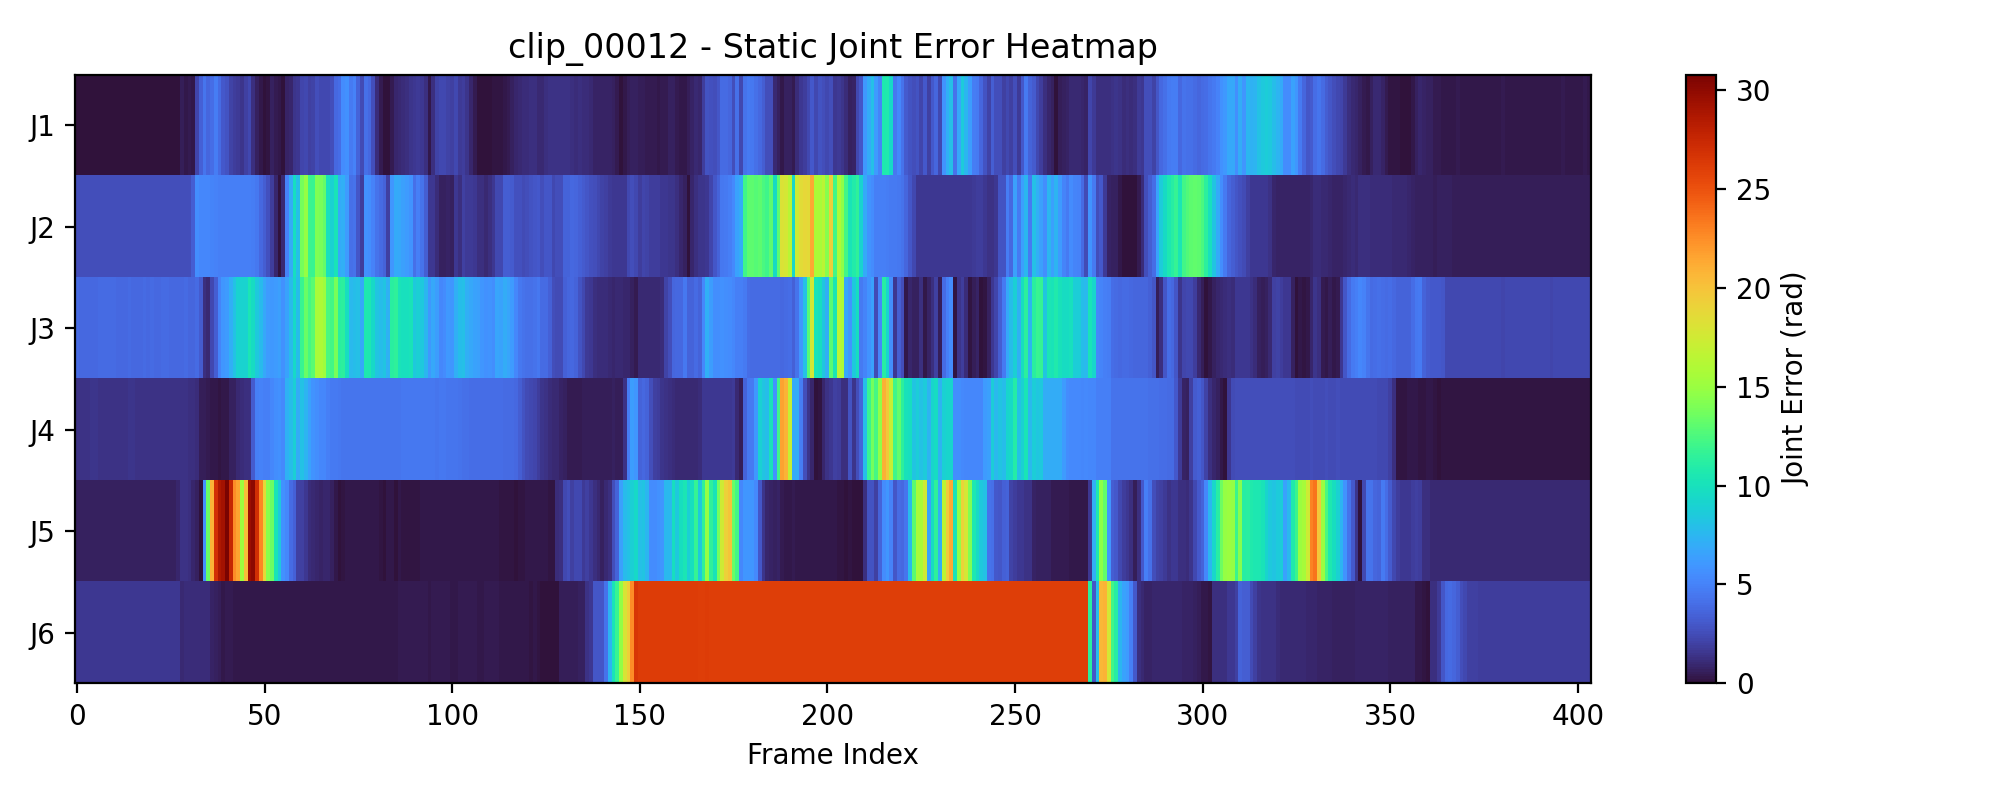 clip_00012 - Static Joint Error Heatmap
J1
J2
J3
J4
J5
J6
0 50 100 150 200 250 300 350 400
Frame Index
30
25
20
15
10
5
0
Joint Error (rad)